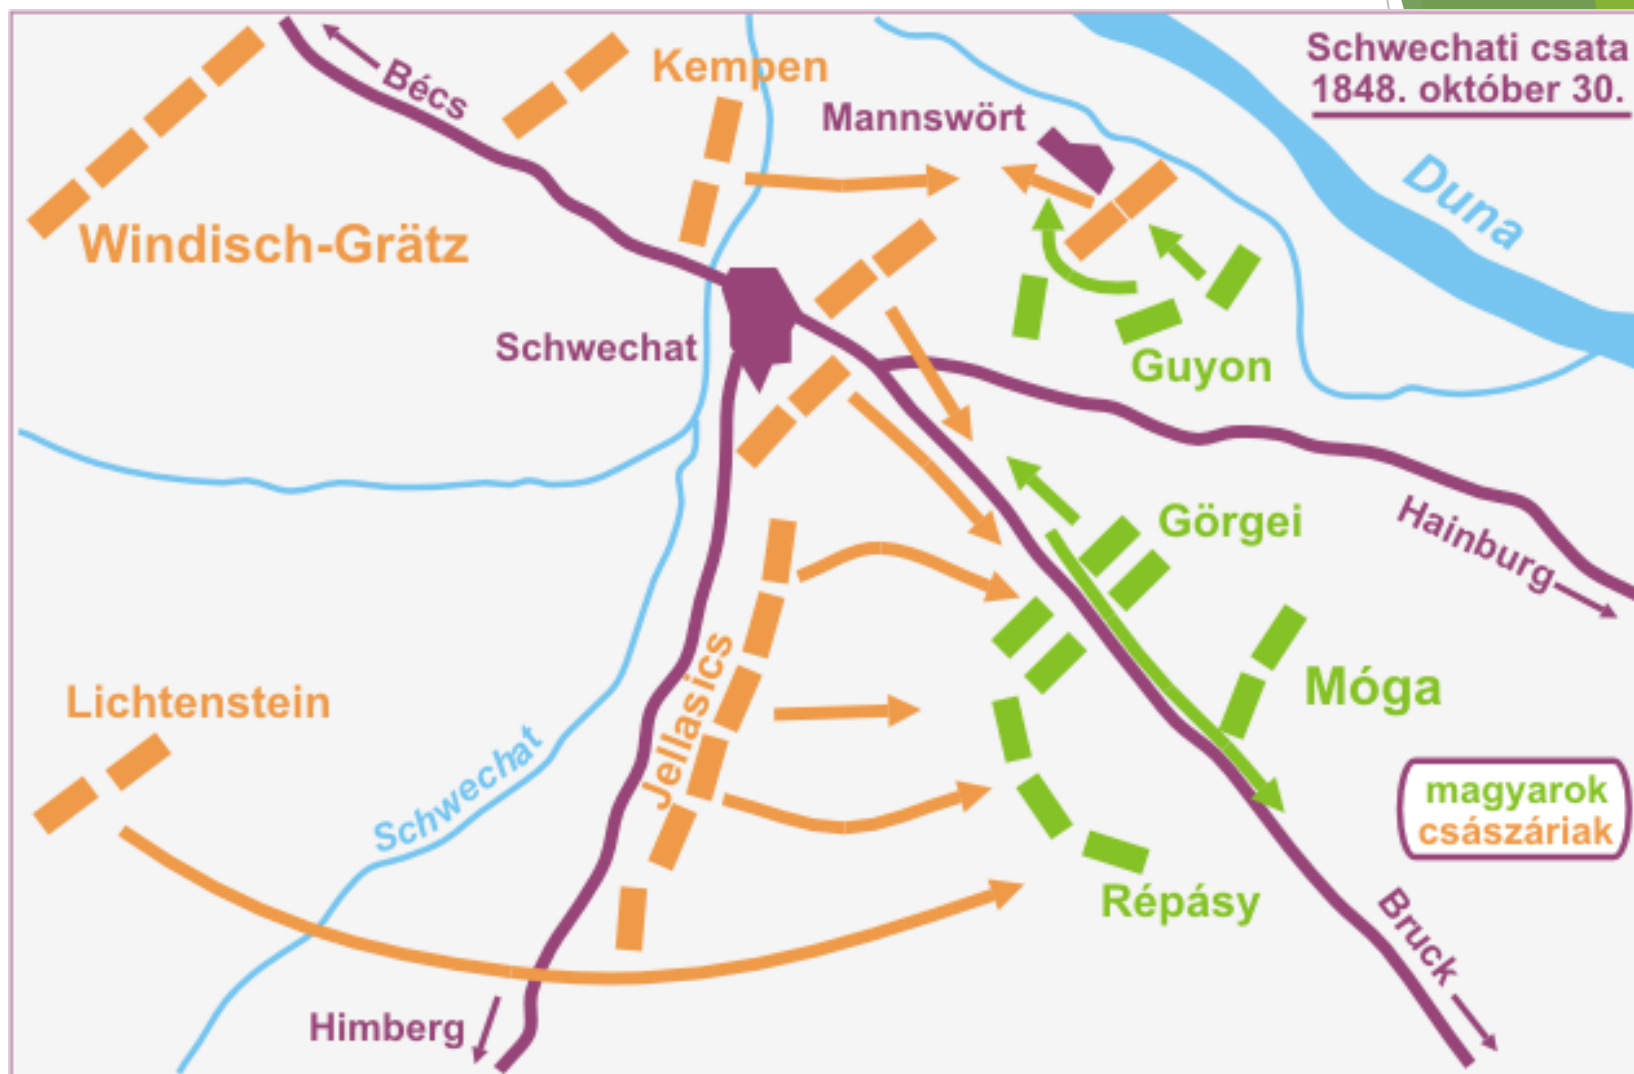 Schwechati csata
1848. október 30.
Kempen
Bécs
Mannswört
Duna
Windisch-Grätz
Schwechat
Guyon
Görgei
Hainburg
Móga
Jellasics
Lichtenstein
Schwechat
magyarok
császáriak
Répásy
Bruck
Himberg